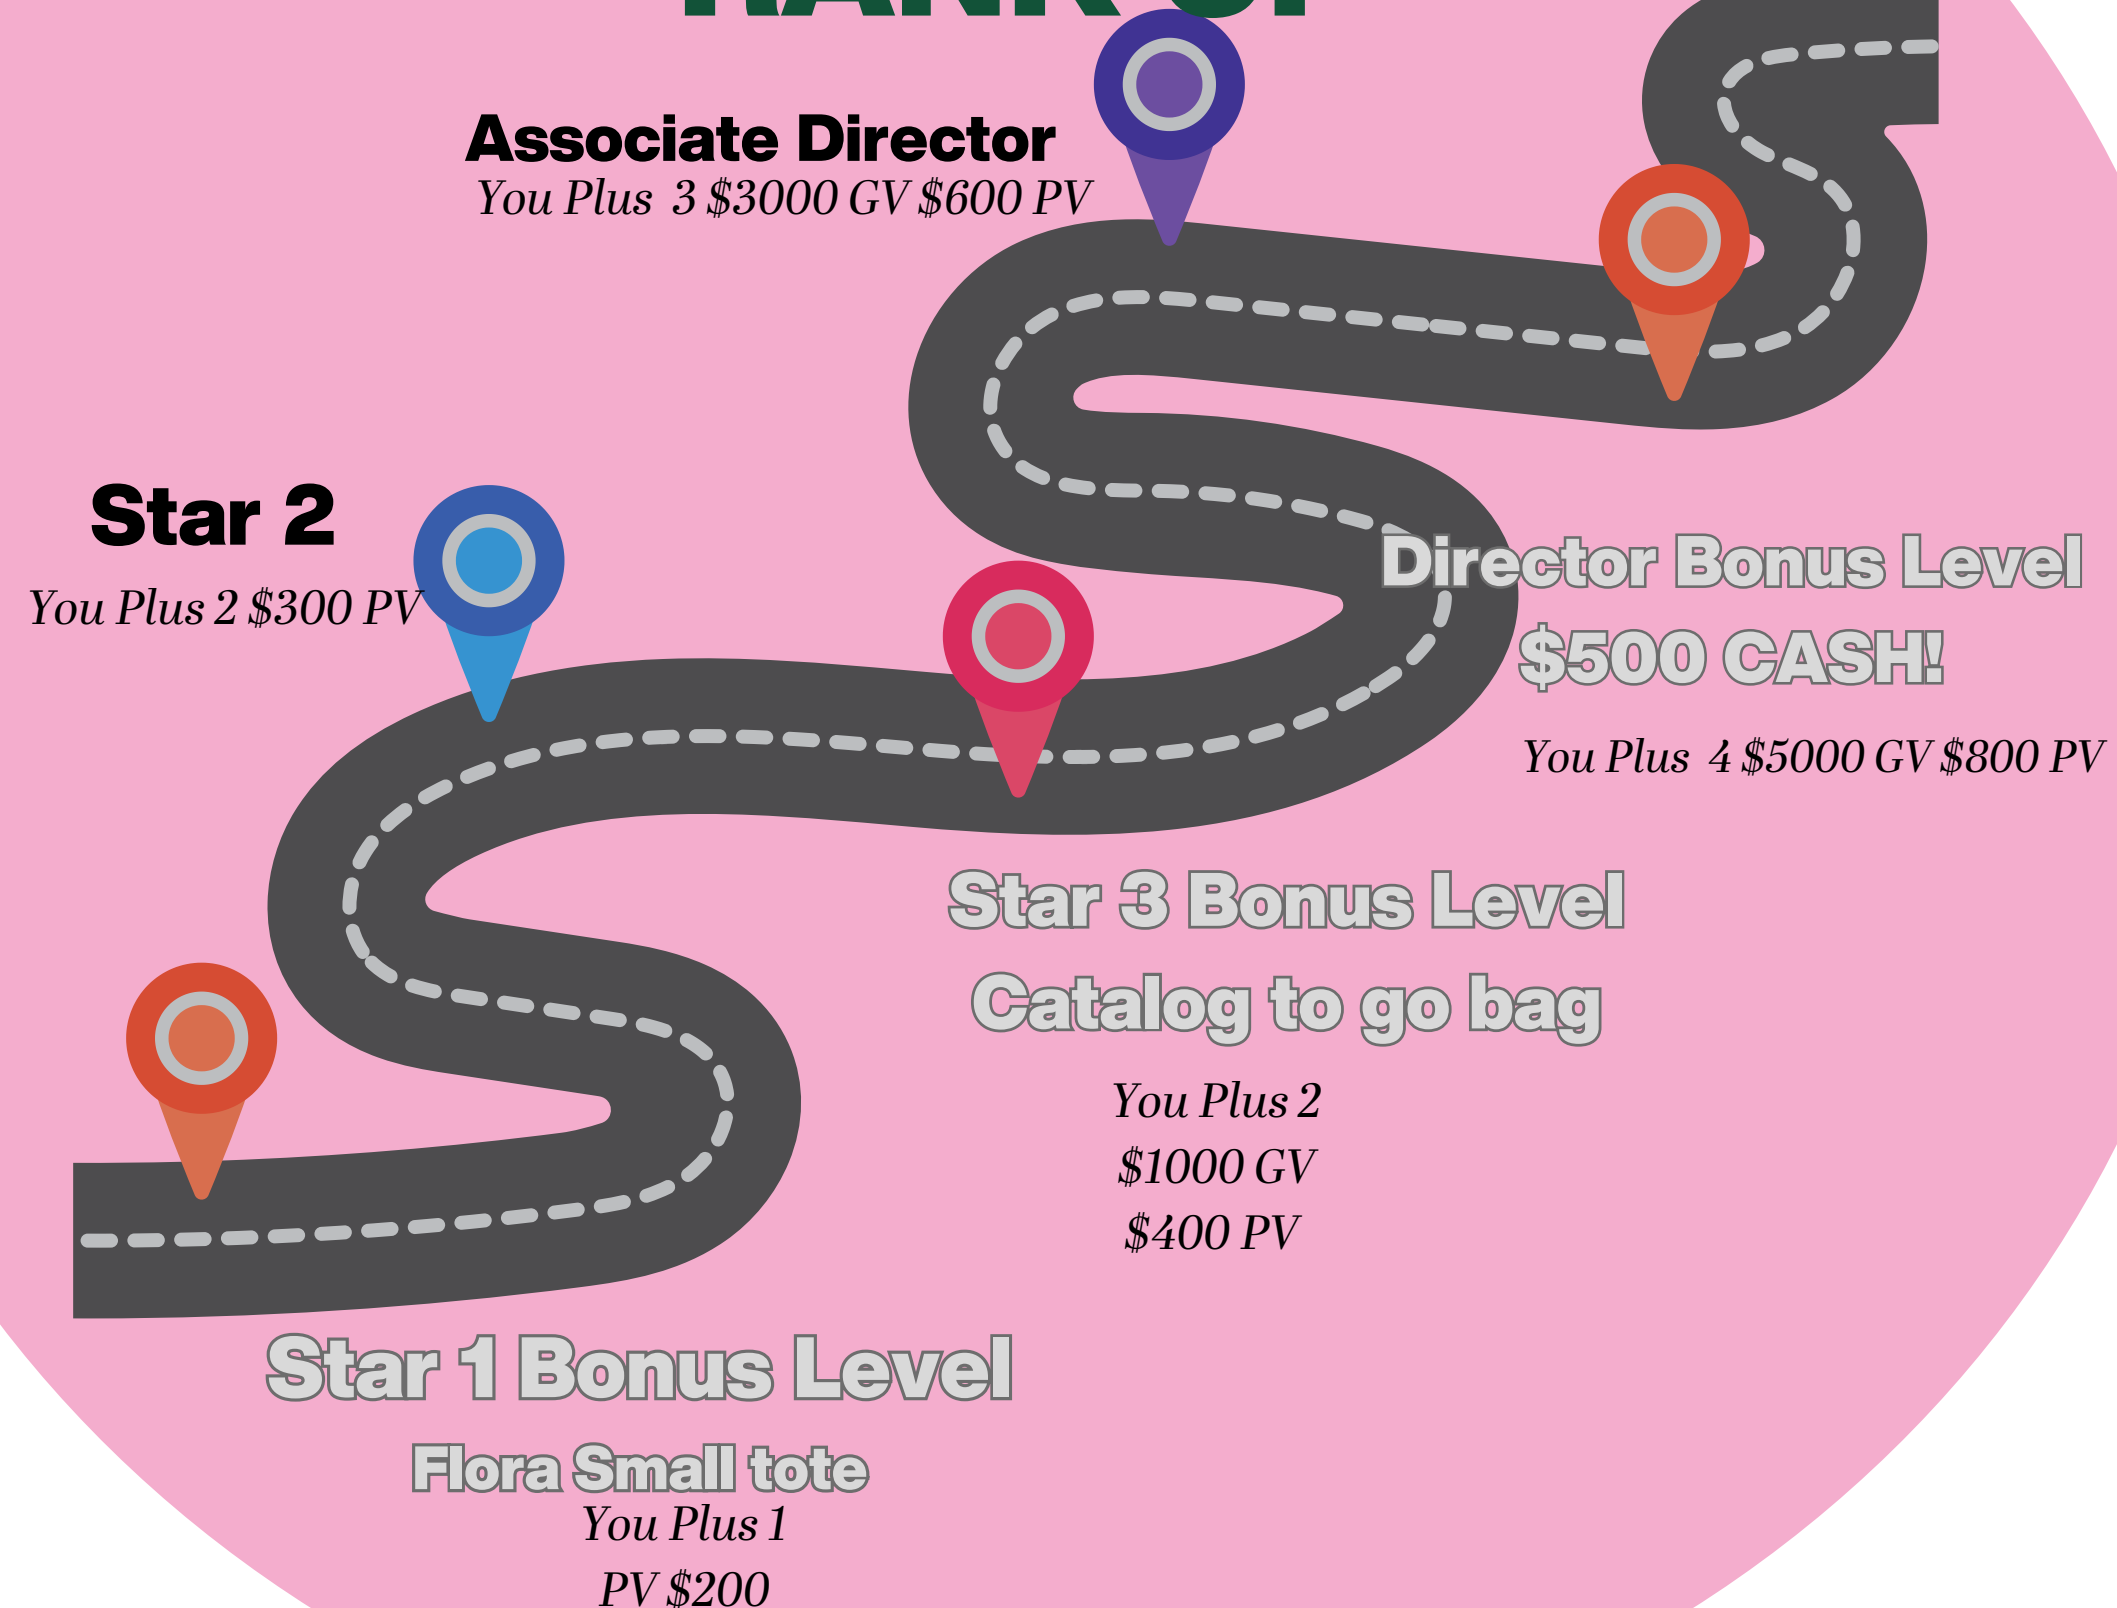 RANK UP
Associate Director
You Plus 3 $3000 GV $600 PV
Star 2
You Plus 2 $300 PV
Director Bonus Level
$500 CASH!
You Plus 4 $5000 GV $800 PV
Star 3 Bonus Level
Catalog to go bag
You Plus 2
$1000 GV
$400 PV
Star 1 Bonus Level
Flora Small tote
You Plus 1
PV $200